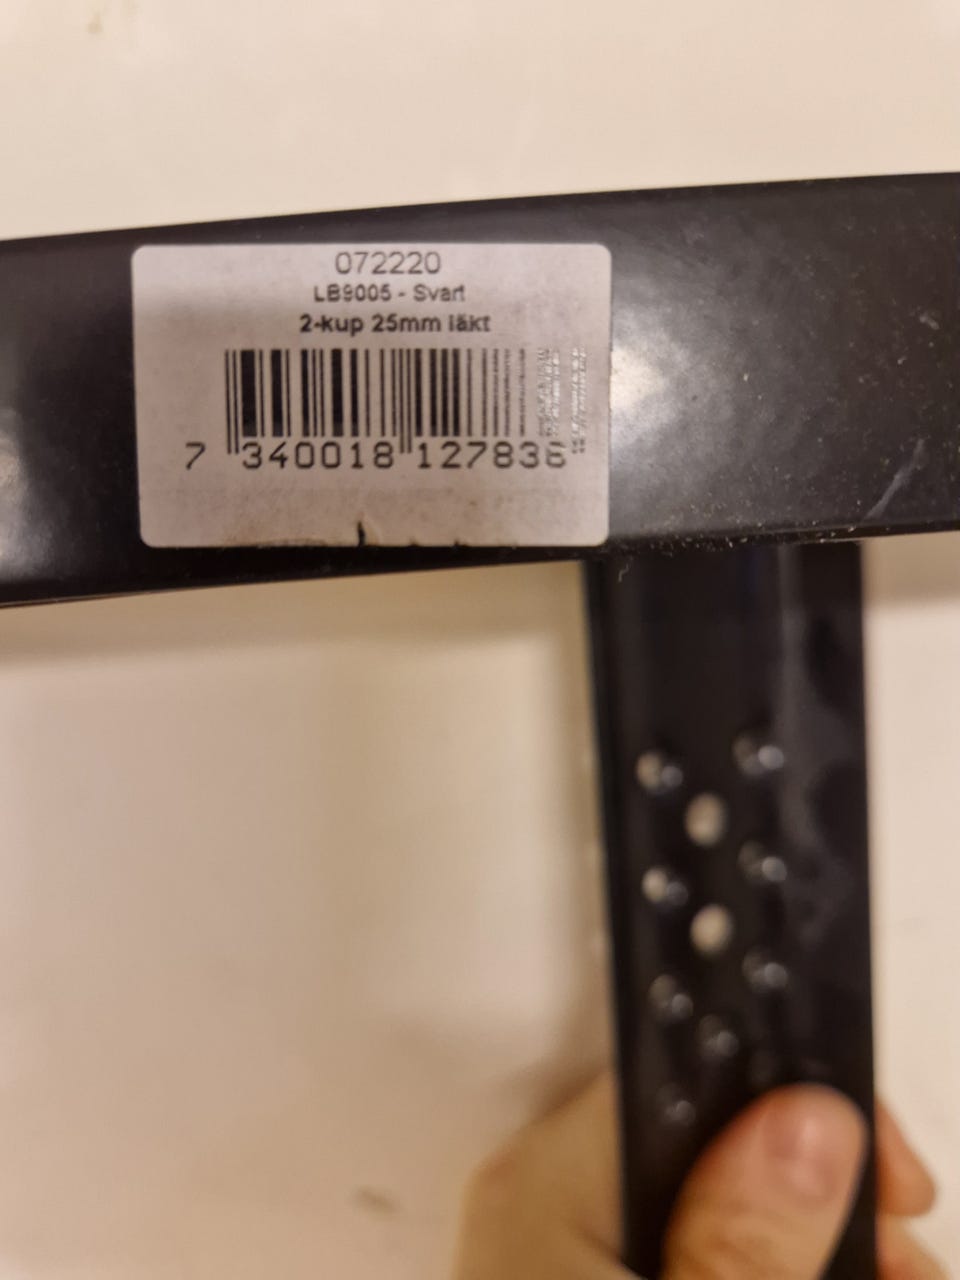 072220
LB9005 - Svart
2-kup 25mm läkt
7 340018 127836